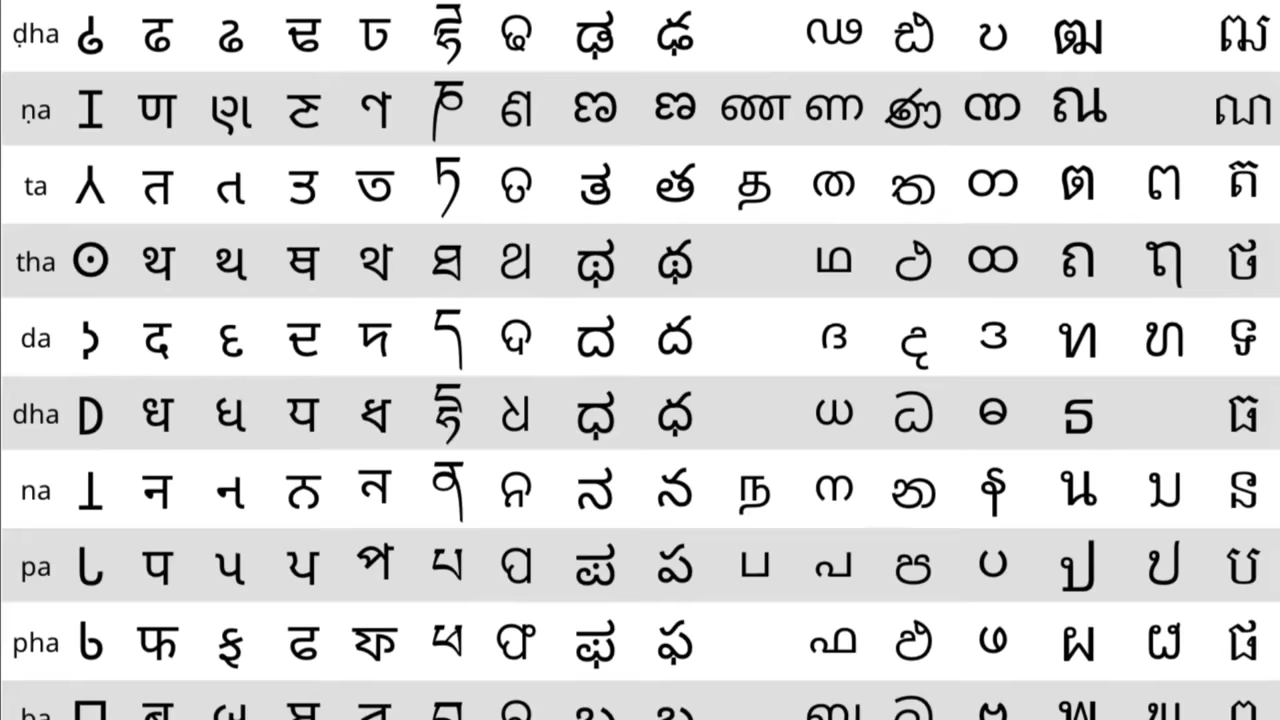 ḍha 𑀠 ढ ઢ ਢ ঢ ཌྷ ଢ ಢ ఢ ഢ ඪ ဎ ฒ ឍ
ṇa 𑀡 ण ણ ਣ ণ ཎ ଣ ಣ ణ ண ണ ණ ဏ ณ ណ
ta 𑀢 त ત ਤ ত ཏ ତ ತ త த ത ත တ ต ຕ ត
tha 𑀣 थ થ ਥ থ ཐ ଥ ಥ థ ഥ ථ ထ ถ ຖ ថ
da 𑀤 द દ ਦ দ ད ଦ ದ ద ദ ද ဒ ท ທ ទ
dha 𑀥 ध ધ ਧ ধ དྷ ଧ ಧ ధ ധ ධ ဓ ธ ធ
na 𑀦 न ન ਨ ন ན ନ ನ న ந ന න န น ນ ន
pa 𑀧 प પ ਪ প པ ପ ಪ ప ப പ ප ပ ป ປ ប
pha 𑀨 फ ફ ਫ ফ ཕ ଫ ಫ ఫ ഫ ඵ ဖ ผ ຜ ផ